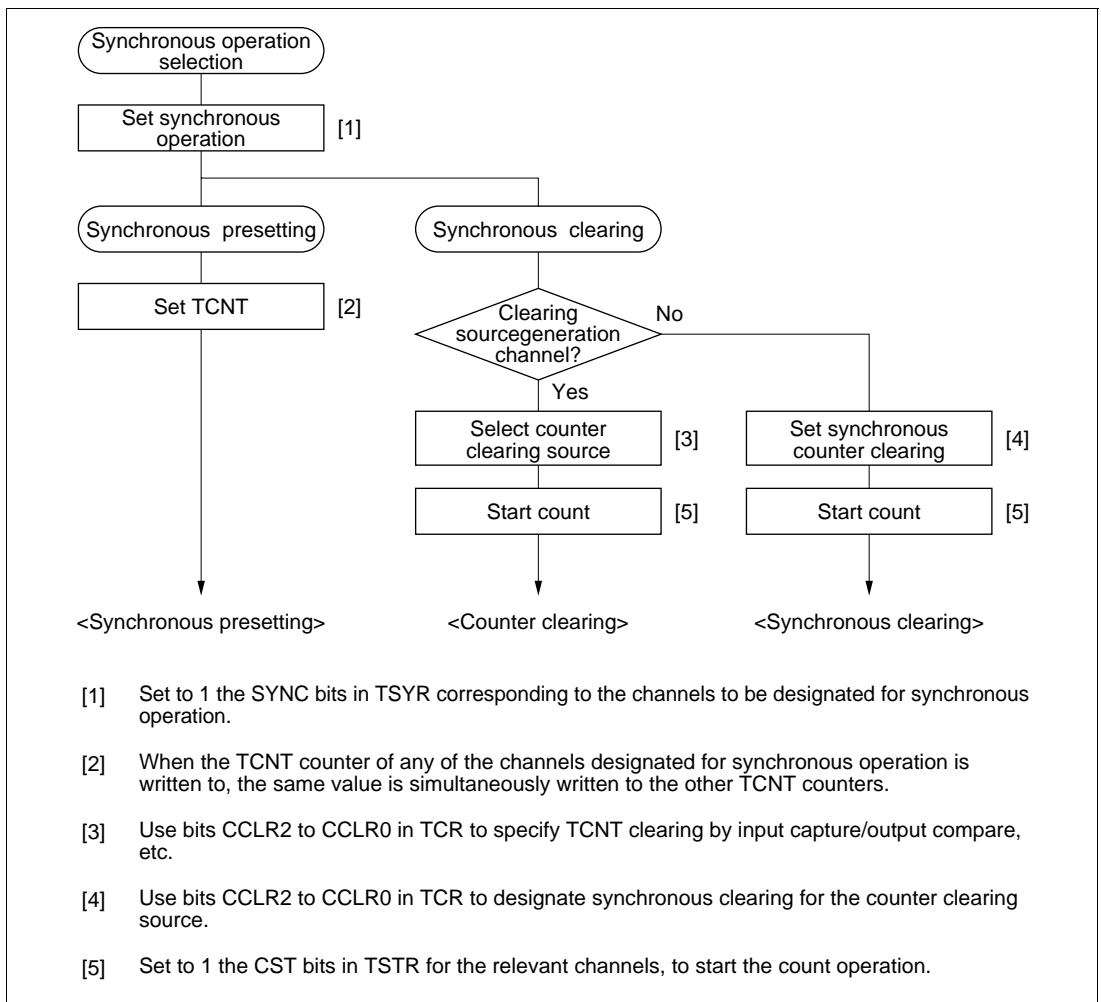 Synchronous operation
selection
Set synchronous
operation
[1]
Synchronous presetting
Synchronous clearing
Set TCNT
[2]
Clearing
sourcegeneration
channel?
No
Yes
Select counter
clearing source
[3]
Set synchronous
counter clearing
[4]
Start count
[5]
Start count
[5]
<Synchronous presetting>
<Counter clearing>
<Synchronous clearing>
[1] Set to 1 the SYNC bits in TSYR corresponding to the channels to be designated for synchronous
operation.
[2] When the TCNT counter of any of the channels designated for synchronous operation is
written to, the same value is simultaneously written to the other TCNT counters.
[3] Use bits CCLR2 to CCLR0 in TCR to specify TCNT clearing by input capture/output compare,
etc.
[4] Use bits CCLR2 to CCLR0 in TCR to designate synchronous clearing for the counter clearing
source.
[5] Set to 1 the CST bits in TSTR for the relevant channels, to start the count operation.